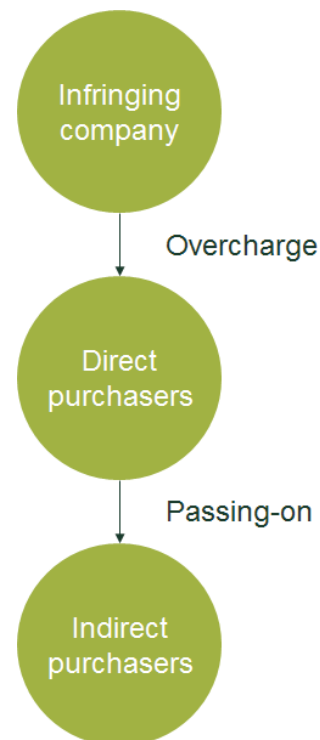 Infringing
company
Overcharge
Direct
purchasers
Passing-on
Indirect
purchasers